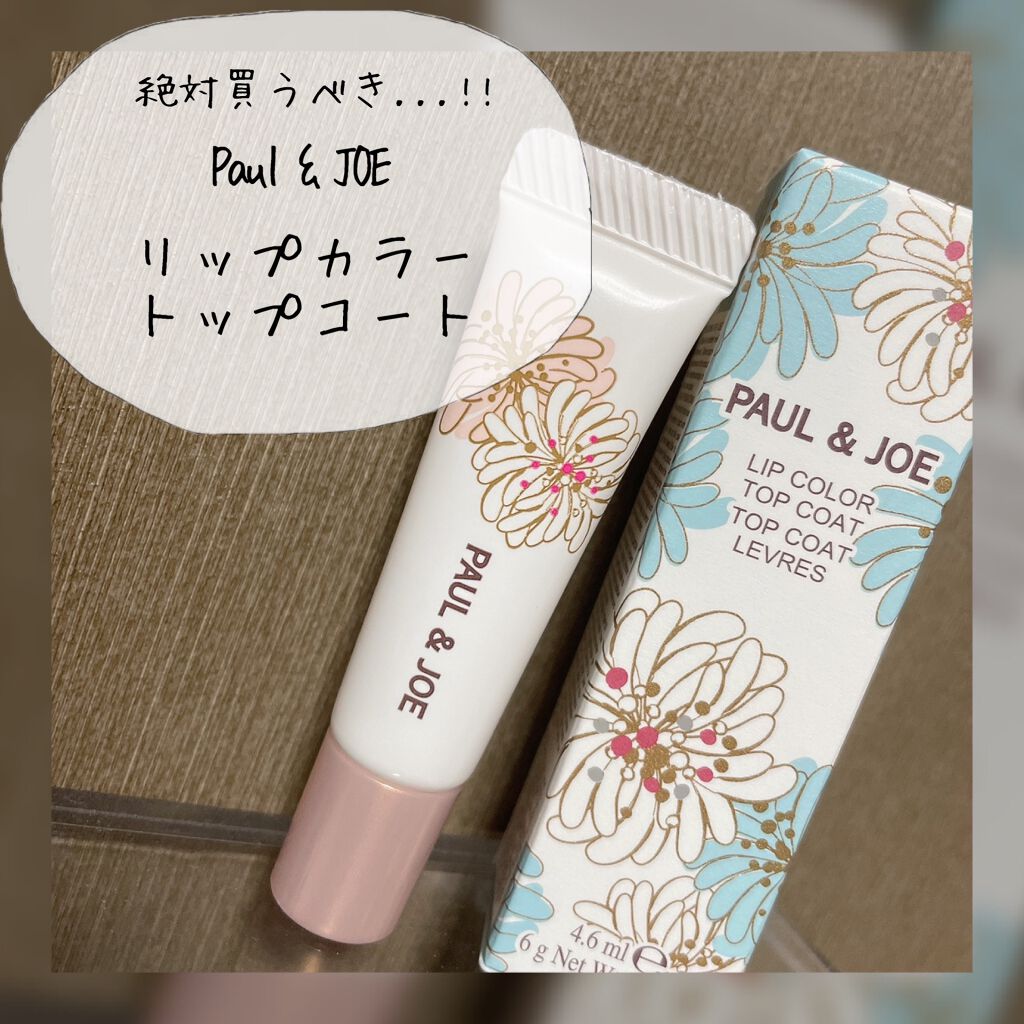 絶対買うべき...!!
Paul & JOE
リップカラー
トップコート
PAUL & JOE
PAUL & JOE
LIP COLOR
TOP COAT
TOP COAT
LEVRES
4.6 ml e
6 g Net